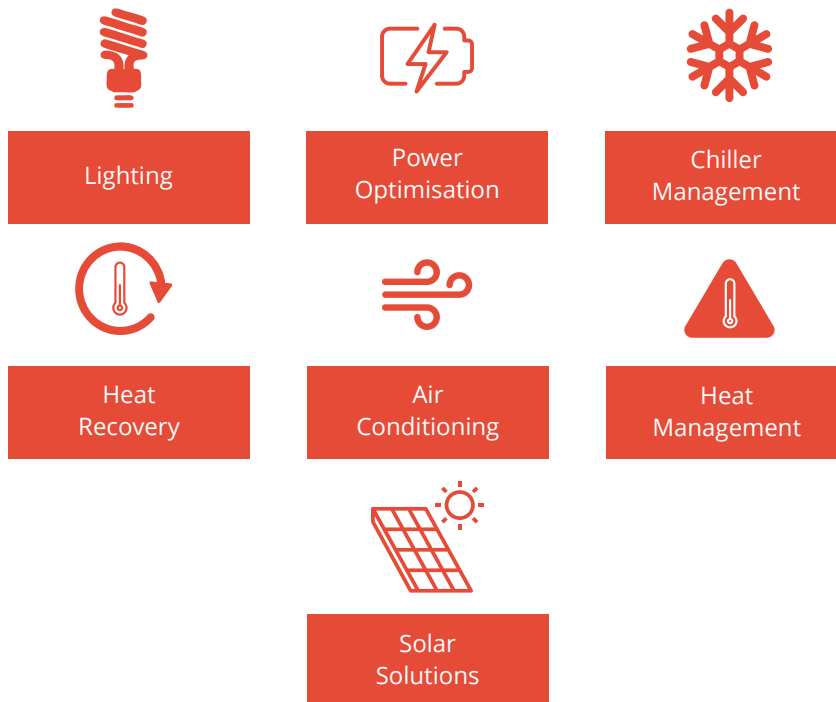 Lighting
Power
Optimisation
Chiller
Management
Heat
Recovery
Air
Conditioning
Heat
Management
Solar
Solutions